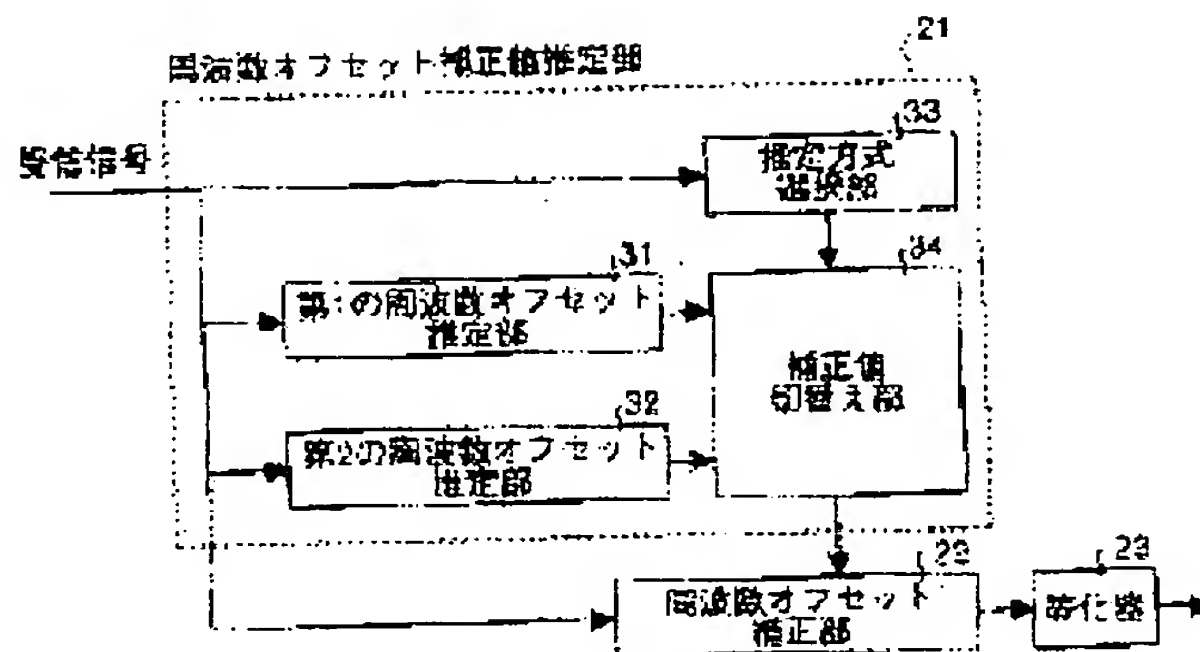 21
周波数オフセット補正値推定部
受信信号
33
推定方式
選択部
31
第1の周波数オフセット
推定部
34
補正値
切替え部
32
第2の周波数オフセット
推定部
22
周波数オフセット
補正部
23
等化器